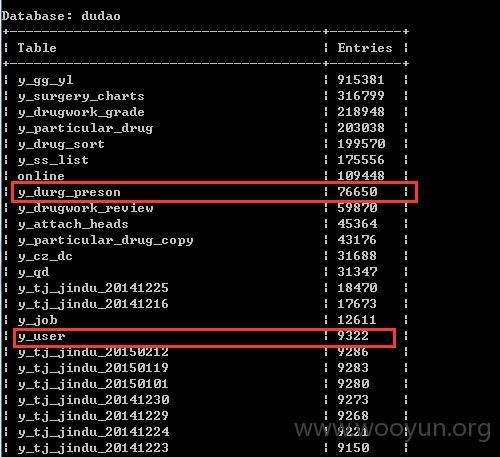 Database: dudao
Table | Entries
y_gg_yl | 915381
y_surgery_charts | 316799
y_drugwork_grade | 218948
y_particular_drug | 203038
y_drug_sort | 199570
y_ss_list | 175556
online | 109448
y_durg_preson | 76650
y_drugwork_review | 59870
y_attach_heads | 45364
y_particular_drug_copy | 43176
y_cz_dc | 31688
y_qd | 31347
y_tj_jindu_20141225 | 18470
y_tj_jindu_20141216 | 17673
y_job | 12611
y_user | 9322
y_tj_jindu_20150212 | 9286
y_tj_jindu_20150119 | 9283
y_tj_jindu_20150101 | 9280
y_tj_jindu_20141230 | 9273
y_tj_jindu_20141229 | 9268
y_tj_jindu_20141224 | 9221
y_tj_jindu_20141223 | 9150
www.wooyun.org